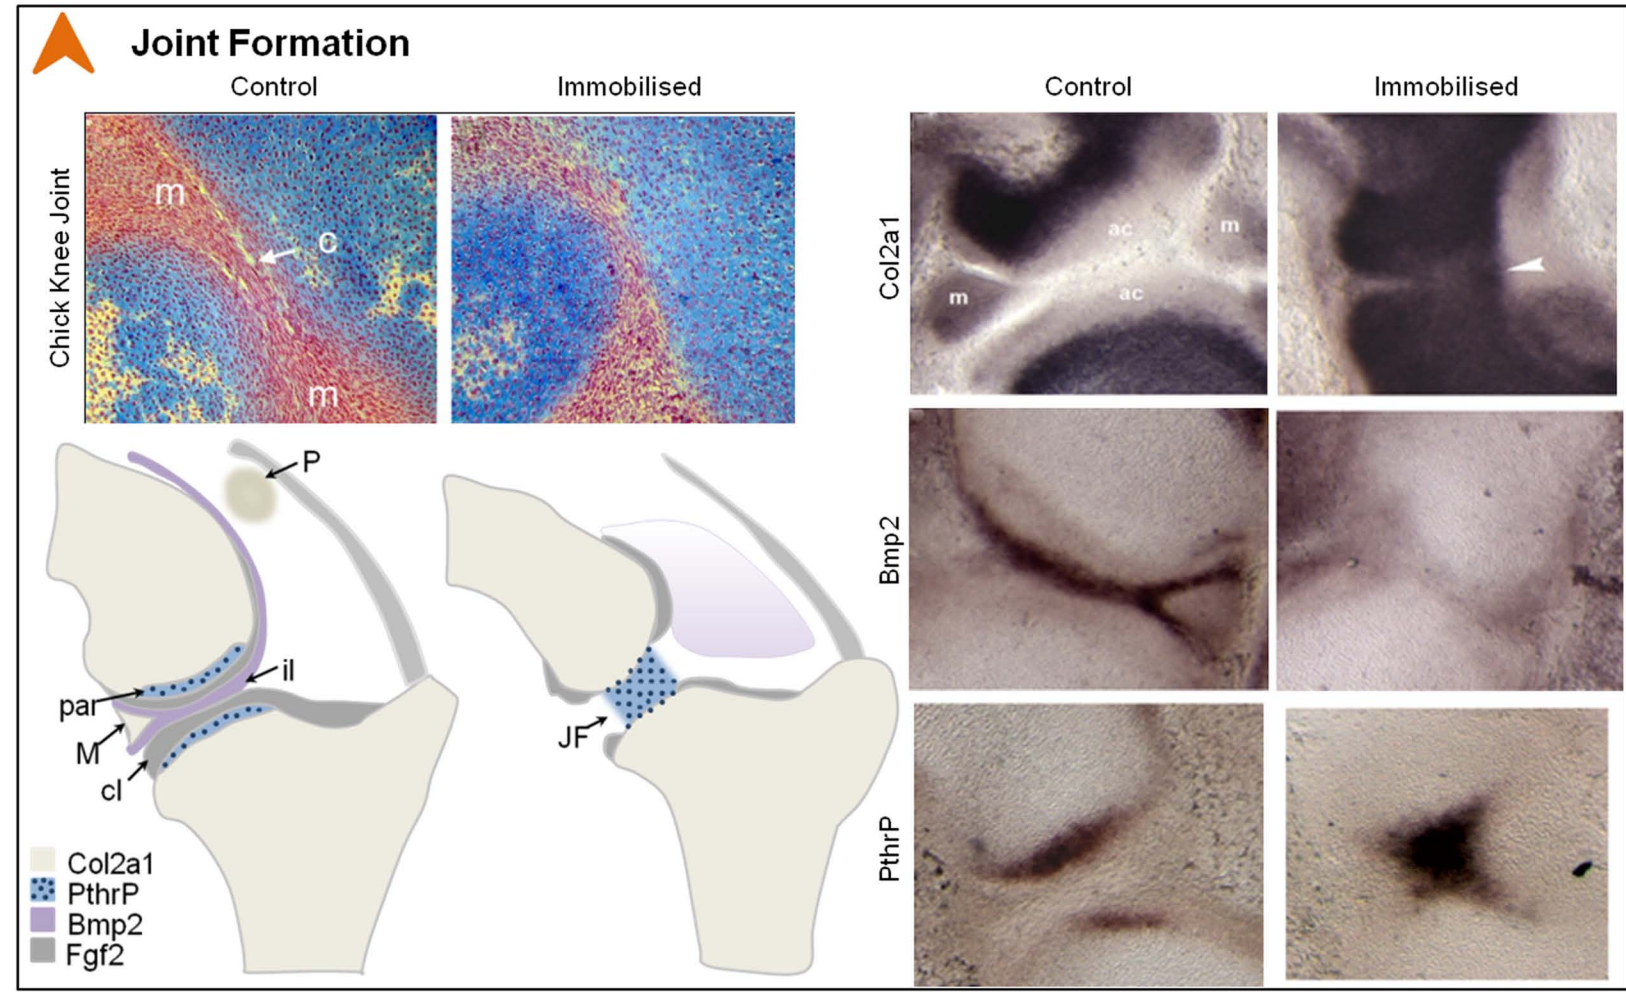 Joint Formation
Control
Immobilised
Control
Immobilised
Chick Knee Joint
m
c
m
Col2a1
ac
m
m
ac
P
il
par
M
cl
JF
Bmp2
PthrP
Col2a1
PthrP
Bmp2
Fgf2